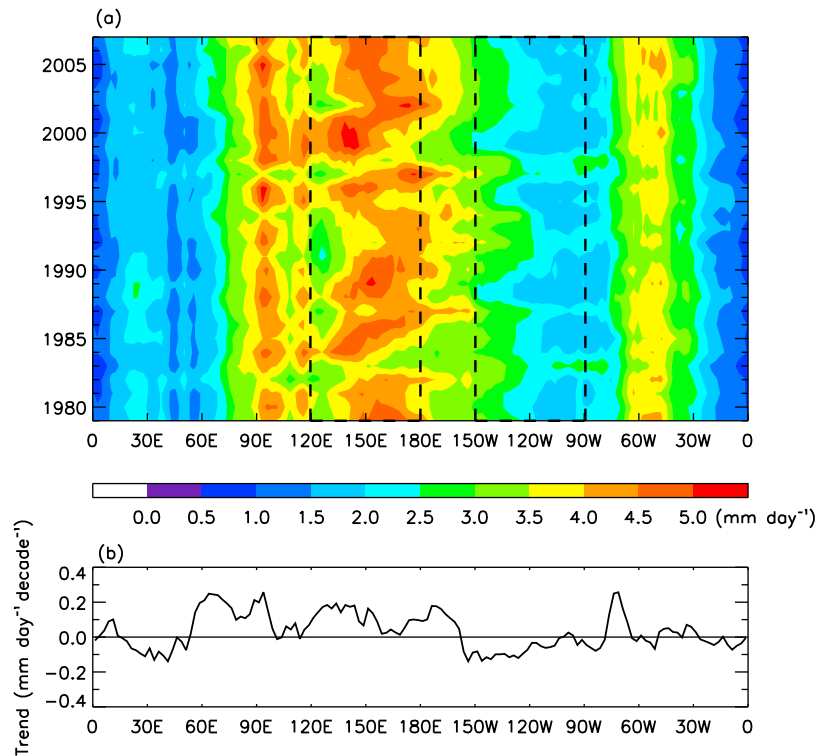 (a)
2005
2000
1995
1990
1985
1980
0 30E 60E 90E 120E 150E 180E 150W 120W 90W 60W 30W 0
0.0 0.5 1.0 1.5 2.0 2.5 3.0 3.5 4.0 4.5 5.0 (mm day⁻¹)
(b)
Trend (mm day⁻¹ decade⁻¹)
0.4
0.2
0.0
−0.2
−0.4
0 30E 60E 90E 120E 150E 180E 150W 120W 90W 60W 30W 0